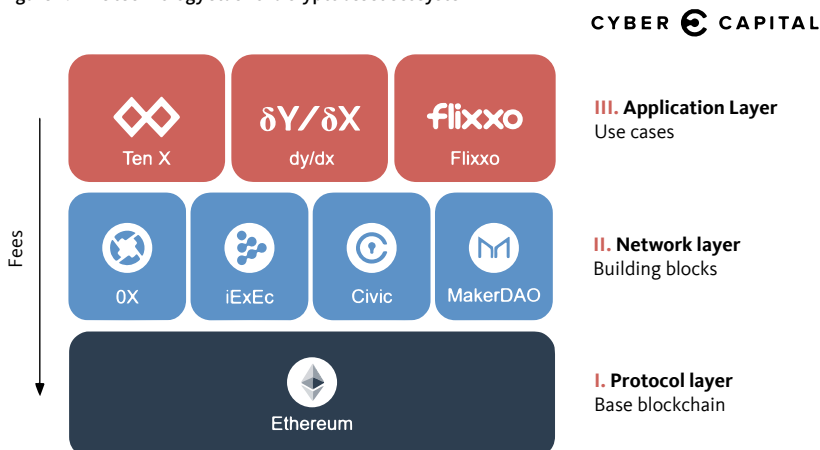 CYBER CAPITAL
III. Application Layer
Use cases
Ten X
δY/δX
dy/dx
flixxo
Flixxo
Fees
II. Network layer
Building blocks
0X
iExEc
Civic
MakerDAO
I. Protocol layer
Base blockchain
Ethereum